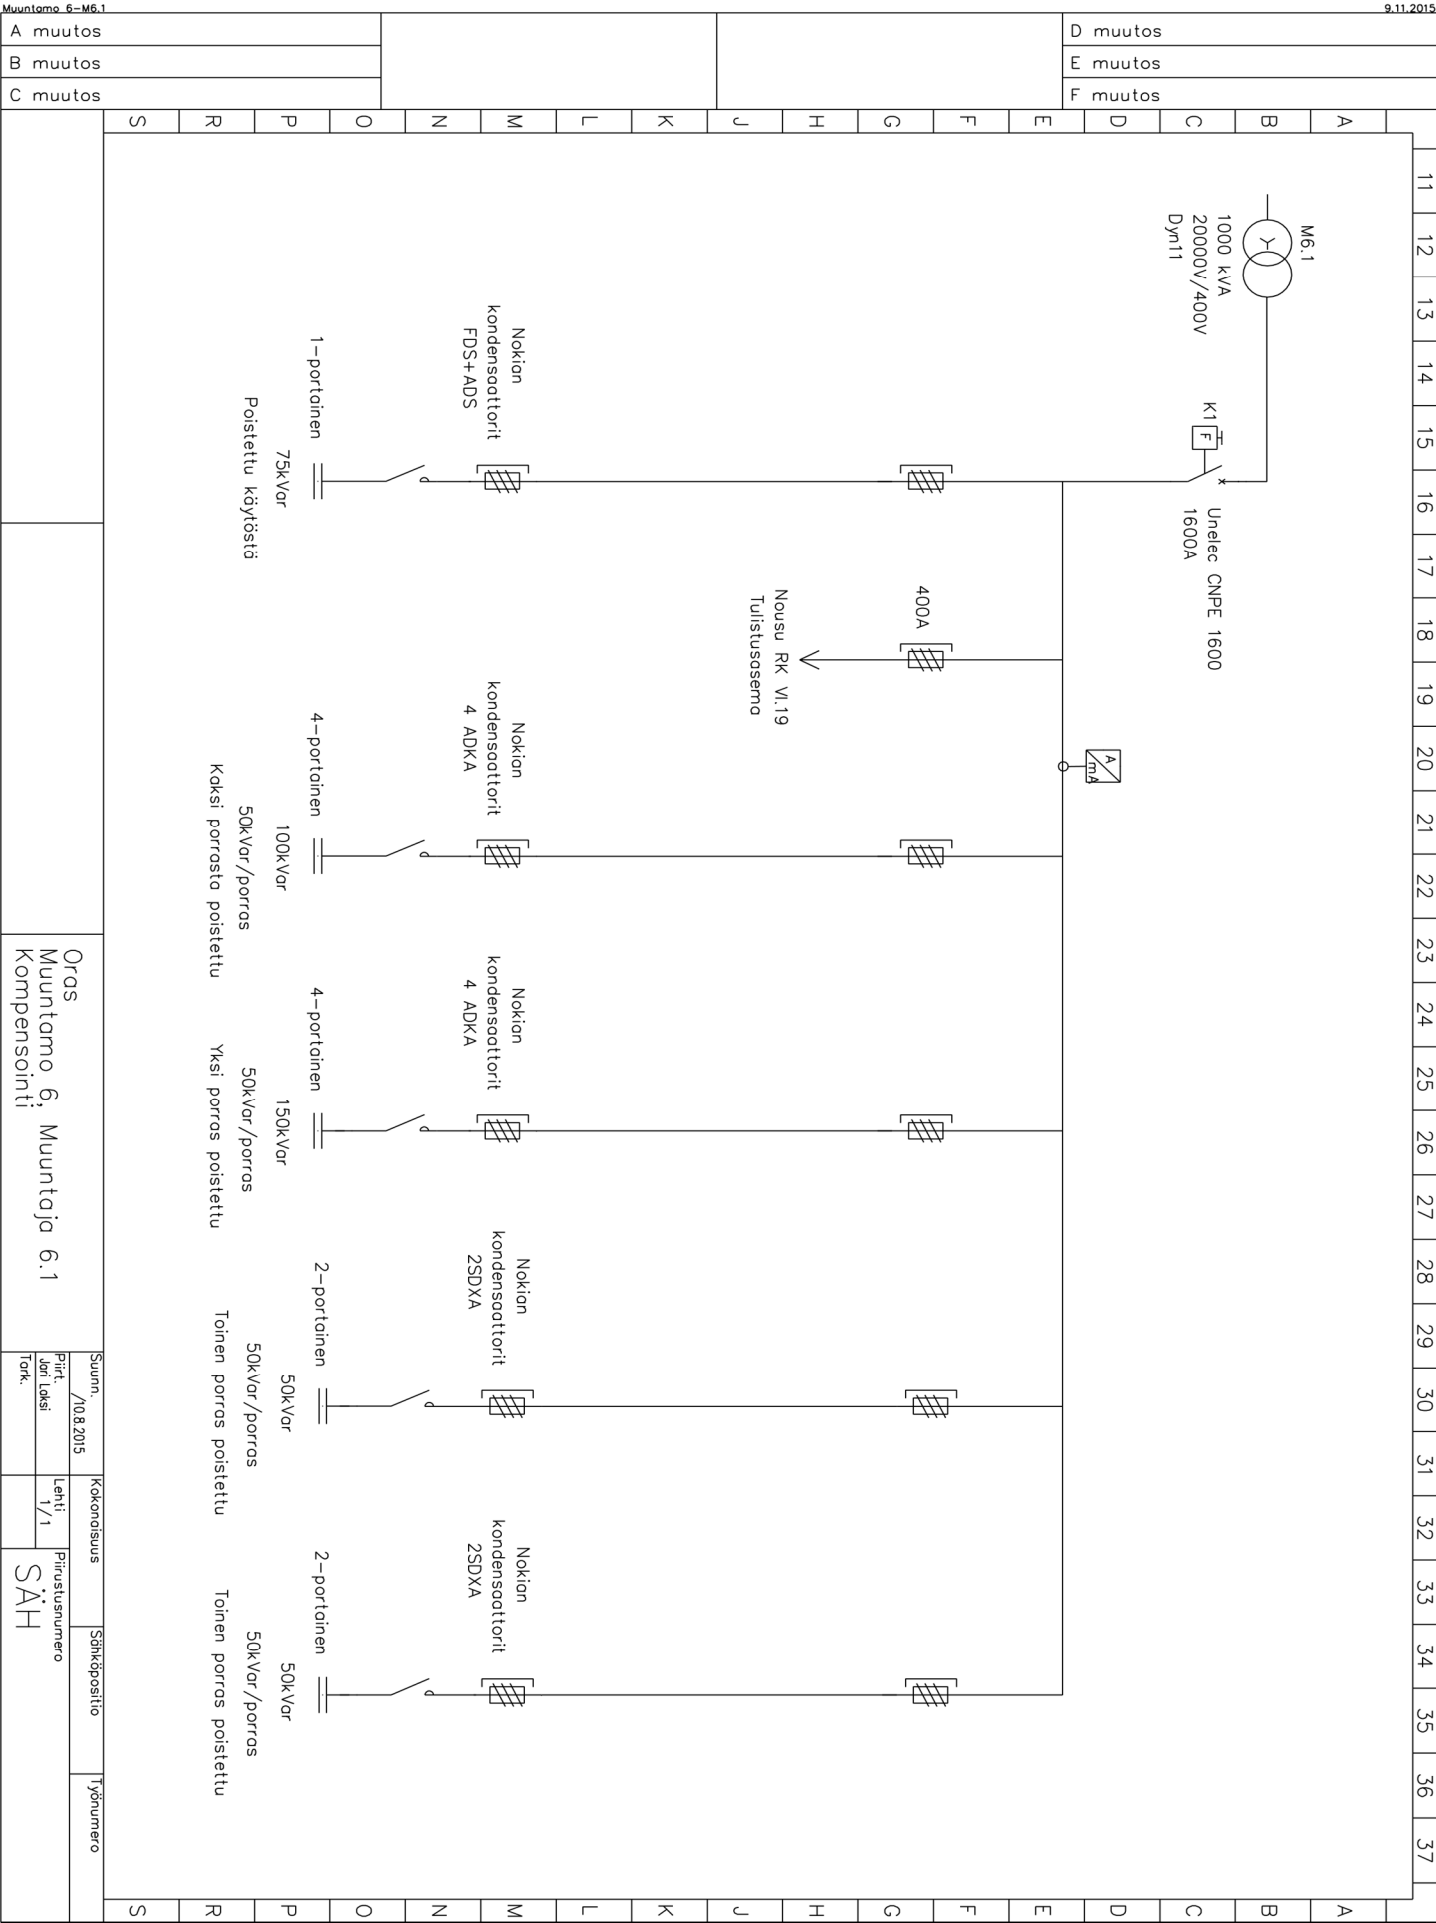 Muuntamo 6-M6.1
9.11.2015
A muutos
B muutos
C muutos
D muutos
E muutos
F muutos
S R P O N M L K J H G F E D C B A
11 12 13 14 15 16 17 18 19 20 21 22 23 24 25 26 27 28 29 30 31 32 33 34 35 36 37
M6.1
1000 kVA
20000V/400V
Dyn11
K1
F
Unelec CNPE 1600
1600A
A
mA
400A
Nousu RK VI.19
Tulistusasema
Nokian
kondensaattorit
FDS+ADS
1-portainen
75kVar
Poistettu käytöstä
Nokian
kondensaattorit
4 ADKA
4-portainen
100kVar
50kVar/porras
Kaksi porrasta poistettu
Nokian
kondensaattorit
4 ADKA
4-portainen
150kVar
50kVar/porras
Yksi porras poistettu
Nokian
kondensaattorit
2SDXA
2-portainen
50kVar
50kVar/porras
Toinen porras poistettu
Nokian
kondensaattorit
2SDXA
2-portainen
50kVar
50kVar/porras
Toinen porras poistettu
Oras
Muuntamo 6, Muuntaja 6.1
Kompensointi
Suunn.
/10.8.2015
Piirt.
Jari Laksi
Tark.
Kokonaisuus
Sähköpositio
Työnumero
Lehti
1/1
Piirustusnumero
SÄH
S R P O N M L K J H G F E D C B A